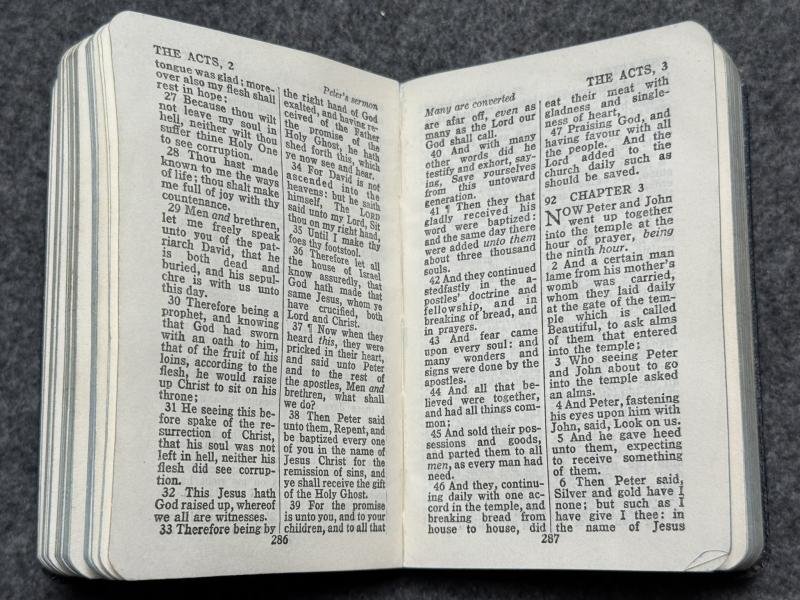 THE ACTS, 2
Peter's sermon
tongue was glad; more-
over also my flesh shall
rest in hope:
27 Because thou wilt
not leave my soul in
hell, neither wilt thou
suffer thine Holy One
to see corruption.
28 Thou hast made
known to me the ways
of life; thou shalt make
me full of joy with thy
countenance.
29 Men and brethren,
let me freely speak
unto you of the pat-
riarch David, that he
is both dead and
buried, and his sepul-
chre is with us unto
this day.
30 Therefore being a
prophet, and knowing
that God had sworn
with an oath to him,
that of the fruit of his
loins, according to the
flesh, he would raise
up Christ to sit on his
throne;
31 He seeing this be-
fore spake of the re-
surrection of Christ,
that his soul was not
left in hell, neither his
flesh did see corrup-
tion.
32 This Jesus hath
God raised up, whereof
we all are witnesses.
33 Therefore being by
the right hand of God
exalted, and having re-
ceived of the Father
the promise of the
Holy Ghost, he hath
shed forth this, which
ye now see and hear.
34 For David is not
ascended into the
heavens: but he saith
himself, The LORD
said unto my Lord, Sit
thou on my right hand,
35 Until I make thy
foes thy footstool.
36 Therefore let all
the house of Israel
know assuredly, that
God hath made that
same Jesus, whom ye
have crucified, both
Lord and Christ.
37 ¶ Now when they
heard this, they were
pricked in their heart,
and said unto Peter
and to the rest of
the apostles, Men and
brethren, what shall
we do?
38 Then Peter said
unto them, Repent, and
be baptized every one
of you in the name of
Jesus Christ for the
remission of sins, and
ye shall receive the gift
of the Holy Ghost.
39 For the promise
is unto you, and to your
children, and to all that
286
Many are converted
THE ACTS, 3
are afar off, even as
many as the Lord our
God shall call.
40 And with many
other words did he
testify and exhort, say-
ing, Save yourselves
from this untoward
generation.
41 ¶ Then they that
gladly received his
word were baptized:
and the same day there
were added unto them
about three thousand
souls.
42 And they continued
stedfastly in the a-
postles' doctrine and
fellowship, and in
breaking of bread, and
in prayers.
43 And fear came
upon every soul: and
many wonders and
signs were done by the
apostles.
44 And all that be-
lieved were together,
and had all things com-
mon;
45 And sold their pos-
sessions and goods,
and parted them to all
men, as every man had
need.
46 And they, continu-
ing daily with one ac-
cord in the temple, and
breaking bread from
house to house, did
eat their meat with
gladness and single-
ness of heart,
47 Praising God, and
having favour with all
the people. And the
Lord added to the
church daily such as
should be saved.
92 CHAPTER 3
NOW Peter and John
went up together
into the temple at the
hour of prayer, being
the ninth hour.
2 And a certain man
lame from his mother's
womb was carried,
whom they laid daily
at the gate of the tem-
ple which is called
Beautiful, to ask alms
of them that entered
into the temple;
3 Who seeing Peter
and John about to go
into the temple asked
an alms.
4 And Peter, fastening
his eyes upon him with
John, said, Look on us.
5 And he gave heed
unto them, expecting
to receive something
of them.
6 Then Peter said,
Silver and gold have I
none; but such as I
have give I thee: in
the name of Jesus
287